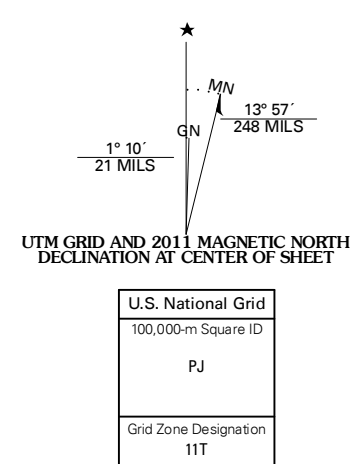 ★
MN
GN
13° 57´
248 MILS
1° 10´
21 MILS
UTM GRID AND 2011 MAGNETIC NORTH
DECLINATION AT CENTER OF SHEET
U.S. National Grid
100,000-m Square ID
PJ
Grid Zone Designation
11T